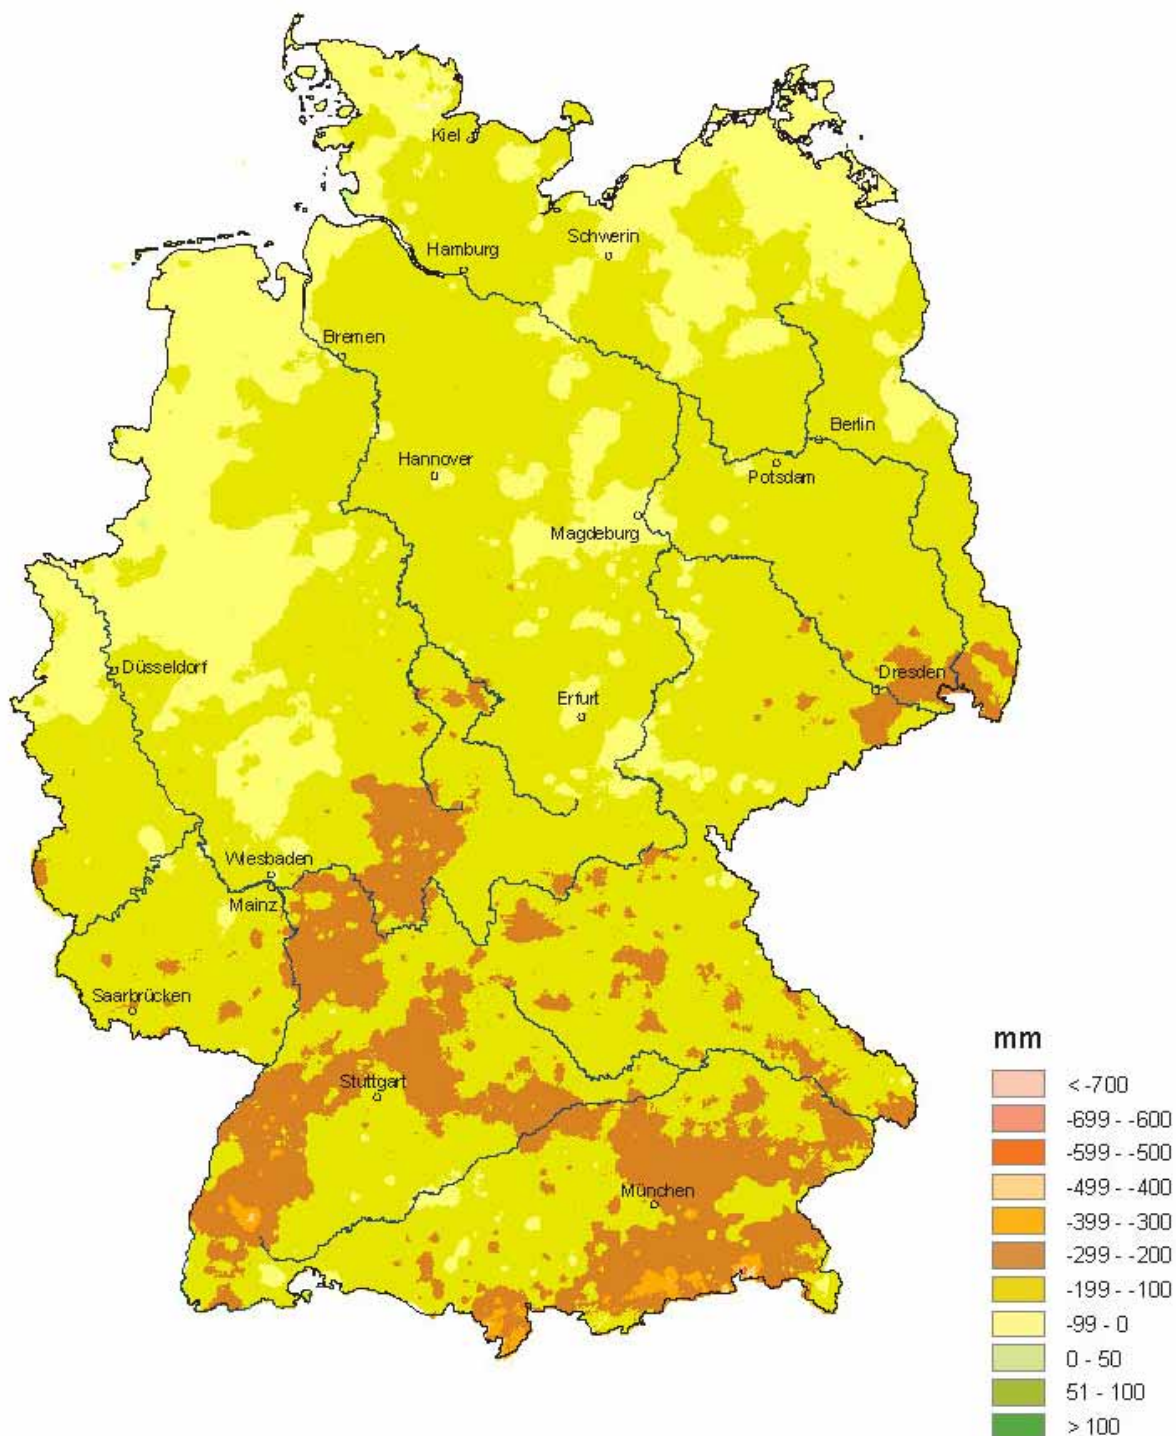 Kiel
Schwerin
Hamburg
Bremen
Berlin
Hannover
Potsdam
Magdeburg
Düsseldorf
Dresden
Erfurt
Wiesbaden
Mainz
Saarbrücken
Stuttgart
München
mm
< -700
-699 - -600
-599 - -500
-499 - -400
-399 - -300
-299 - -200
-199 - -100
-99 - 0
0 - 50
51 - 100
> 100